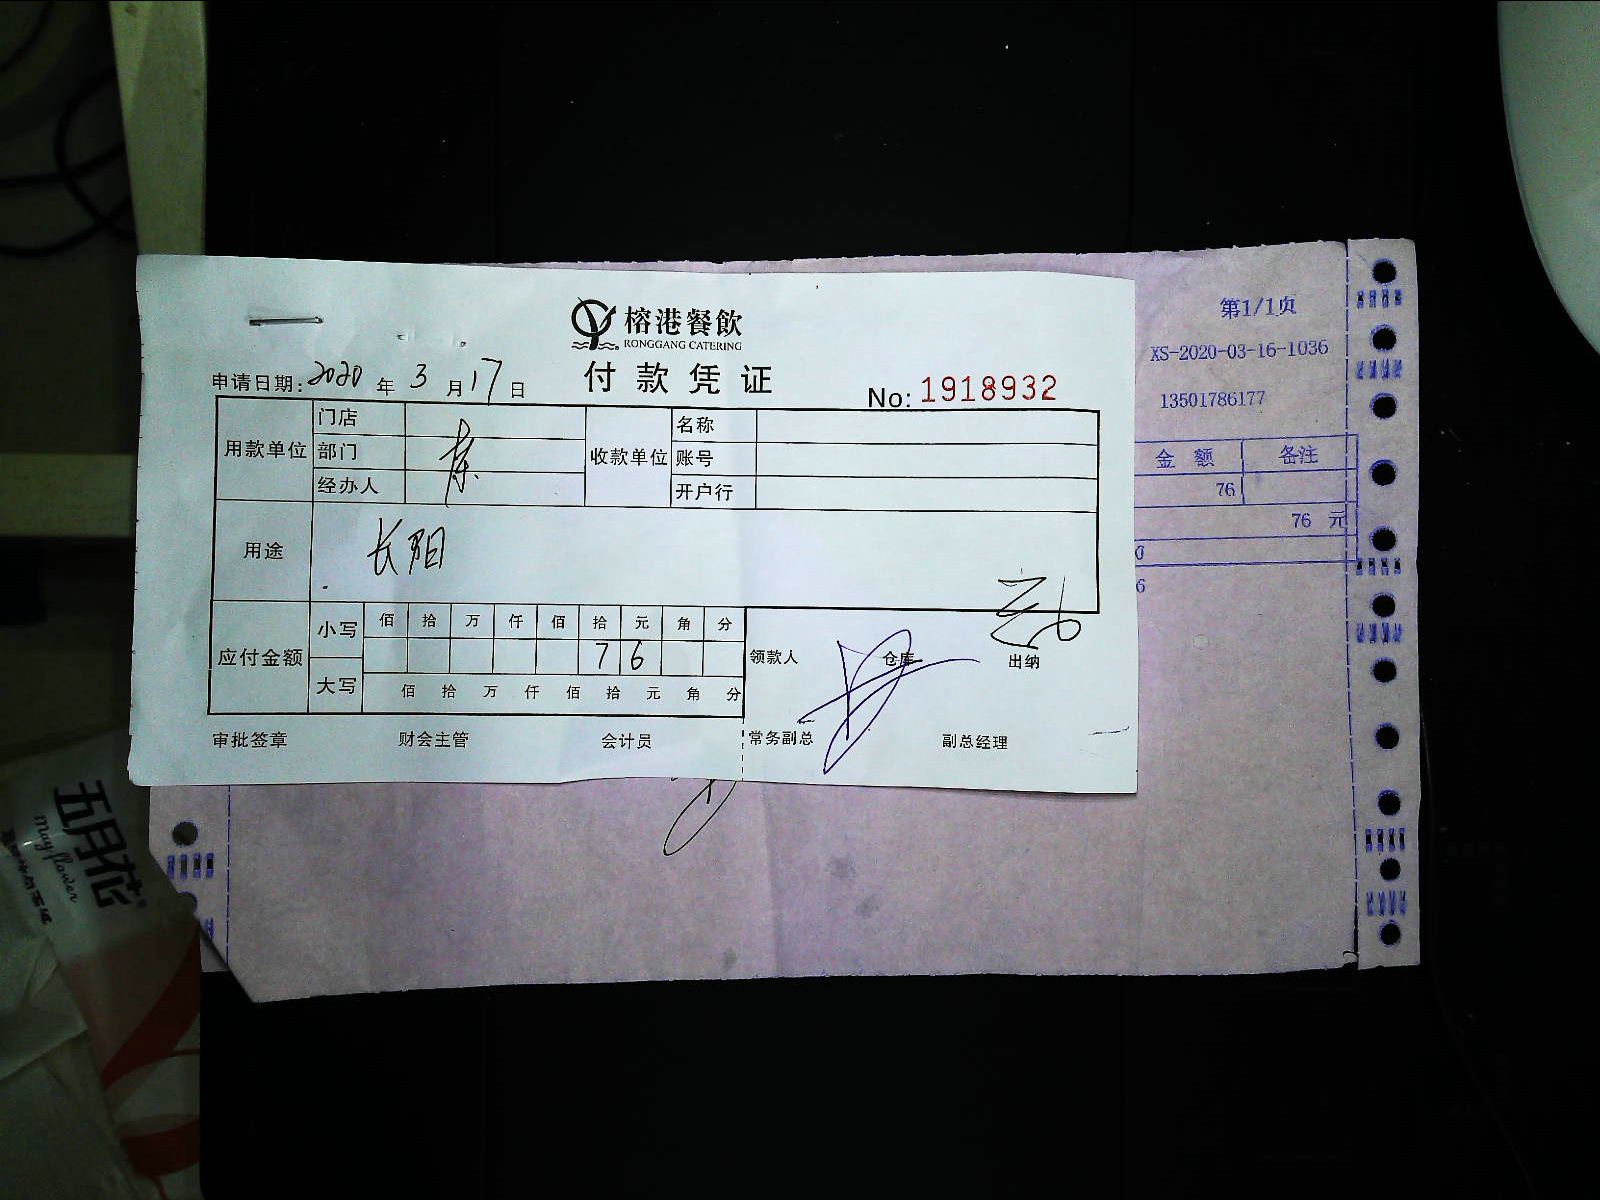 榕港餐飲
RONGGANG CATERING
付款凭证
申请日期: 2020 年 3 月 17 日
No: 1918932
用款单位 门店 收款单位 名称
部门 账号
经办人 开户行
用途 长阳
应付金额 小写 佰 拾 万 仟 佰 拾 元 角 分
7 6
大写 佰 拾 万 仟 佰 拾 元 角 分
领款人 仓库 出纳
审批签章 财会主管 会计员 常务副总 副总经理
第1/1页
XS-2020-03-16-1036
13501786177
金 额 备注
76
76 元
0
6
五月花
May flower